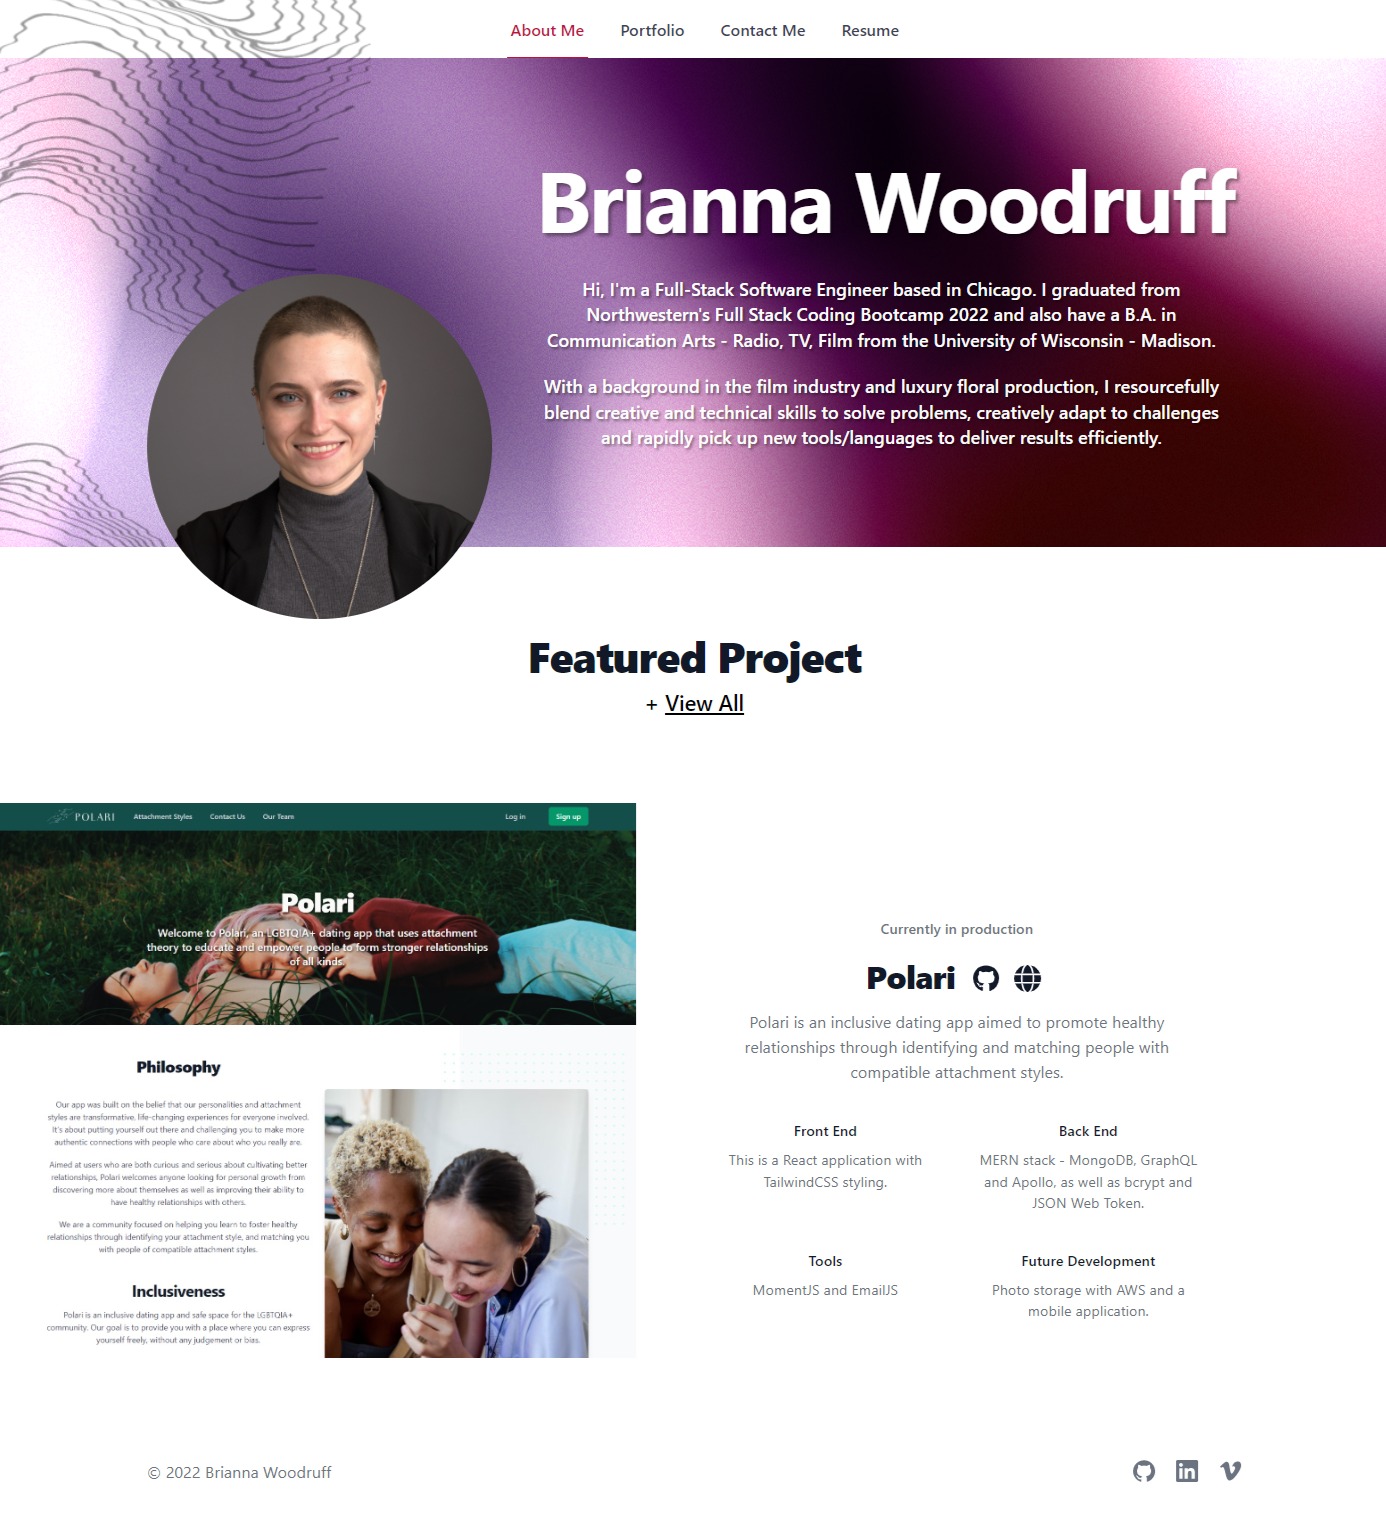 About Me Portfolio Contact Me Resume
Brianna Woodruff
Hi, I'm a Full-Stack Software Engineer based in Chicago. I graduated from
Northwestern's Full Stack Coding Bootcamp 2022 and also have a B.A. in
Communication Arts - Radio, TV, Film from the University of Wisconsin - Madison.
With a background in the film industry and luxury floral production, I resourcefully
blend creative and technical skills to solve problems, creatively adapt to challenges
and rapidly pick up new tools/languages to deliver results efficiently.
Featured Project
+ View All
POLARI Attachment Styles Contact Us Our Team Log in Sign up
Polari
Welcome to Polari, an LGBTQIA+ dating app that uses attachment
theory to educate and empower people to form stronger relationships
of all kinds.
Philosophy
Our app was built on the belief that our personalities and attachment
styles are transformative, life-changing experiences for everyone involved.
It's about putting yourself out there and challenging you to make more
authentic connections with people who care about who you really are.
Aimed at users who are both curious and serious about cultivating better
relationships, Polari welcomes anyone looking for personal growth from
discovering more about themselves as well as improving their ability to
have healthy relationships with others.
We are a community focused on helping you learn to foster healthy
relationships through identifying your attachment style, and matching you
with people of compatible attachment styles.
Inclusiveness
Polari is an inclusive dating app and safe space for the LGBTQIA+
community. Our goal is to provide you with a place where you can express
yourself freely, without any judgement or bias.
Currently in production
Polari
Polari is an inclusive dating app aimed to promote healthy
relationships through identifying and matching people with
compatible attachment styles.
Front End
This is a React application with
TailwindCSS styling.
Back End
MERN stack - MongoDB, GraphQL
and Apollo, as well as bcrypt and
JSON Web Token.
Tools
MomentJS and EmailJS
Future Development
Photo storage with AWS and a
mobile application.
© 2022 Brianna Woodruff